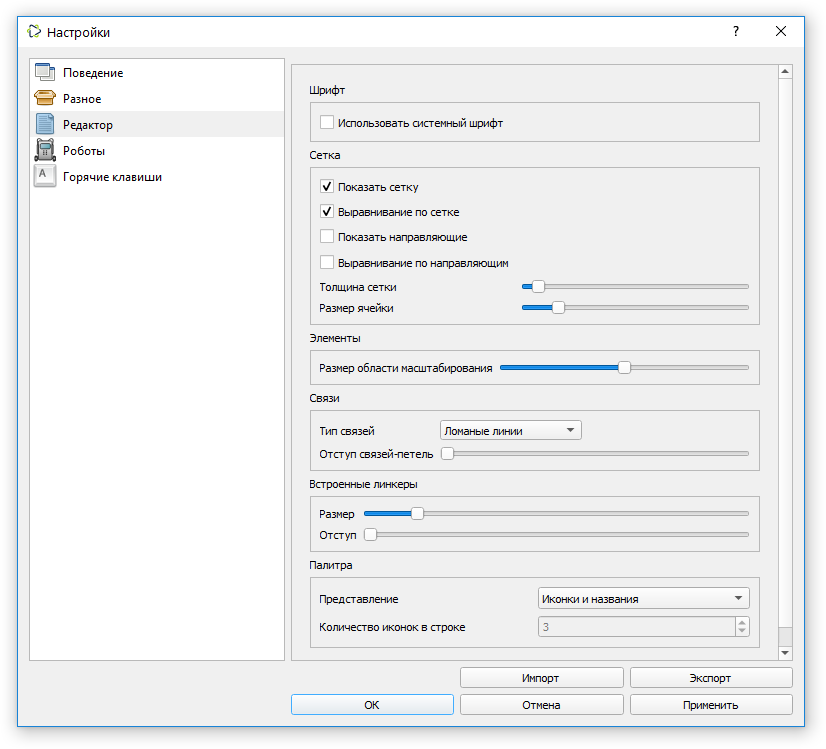 Настройки
?
Поведение
Разное
Редактор
Роботы
A
Горячие клавиши
Шрифт
Использовать системный шрифт
Сетка
Показать сетку
Выравнивание по сетке
Показать направляющие
Выравнивание по направляющим
Толщина сетки
Размер ячейки
Элементы
Размер области масштабирования
Связи
Тип связей Ломаные линии
Отступ связей-петель
Встроенные линкеры
Размер
Отступ
Палитра
Представление Иконки и названия
Количество иконок в строке 3
Импорт Экспорт
OK Отмена Применить